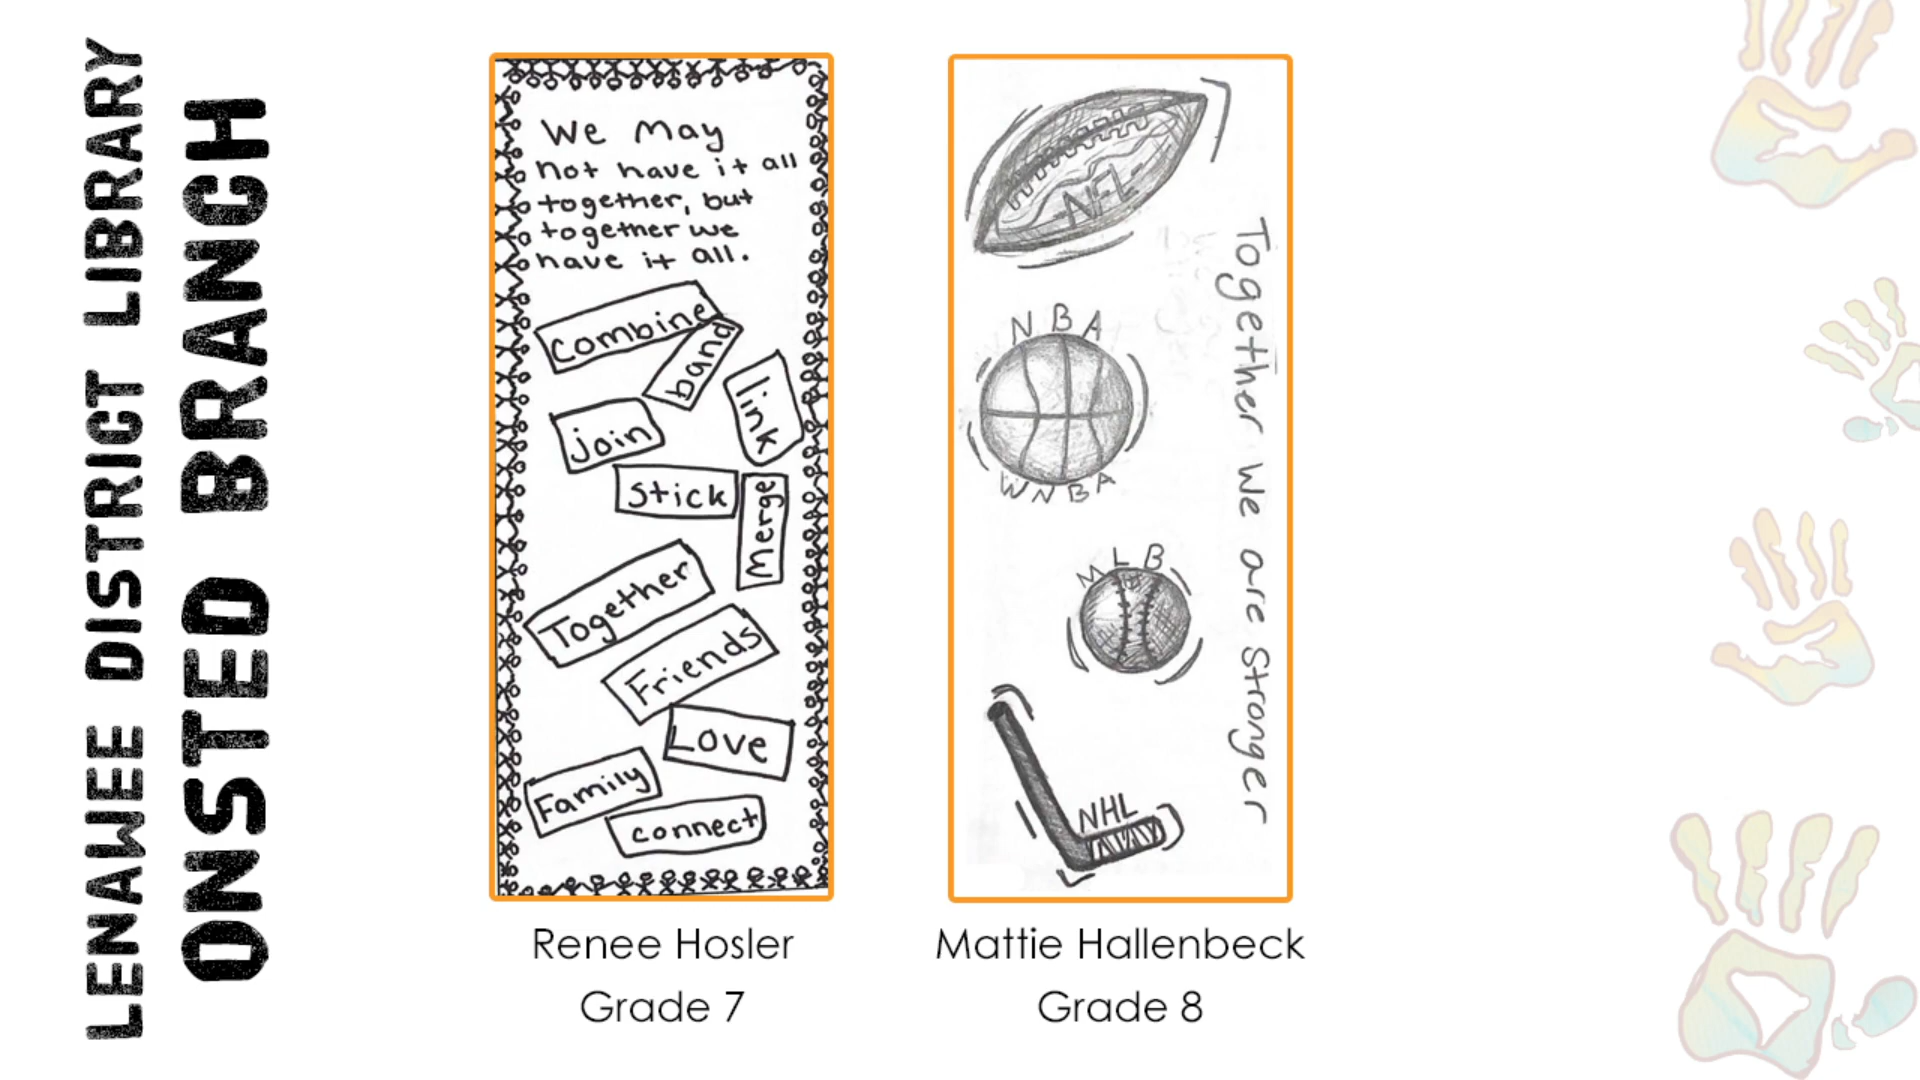 LENAWEE DISTRICT LIBRARY
ONSTED BRANCH
We May
not have it all
together, but
together we
have it all.
Combine
band
link
join
stick
Merge
Together
Friends
Love
Family
connect
Renee Hosler
Grade 7
NFL
NBA
WNBA
MLB
NHL
Together We are Stronger
Mattie Hallenbeck
Grade 8